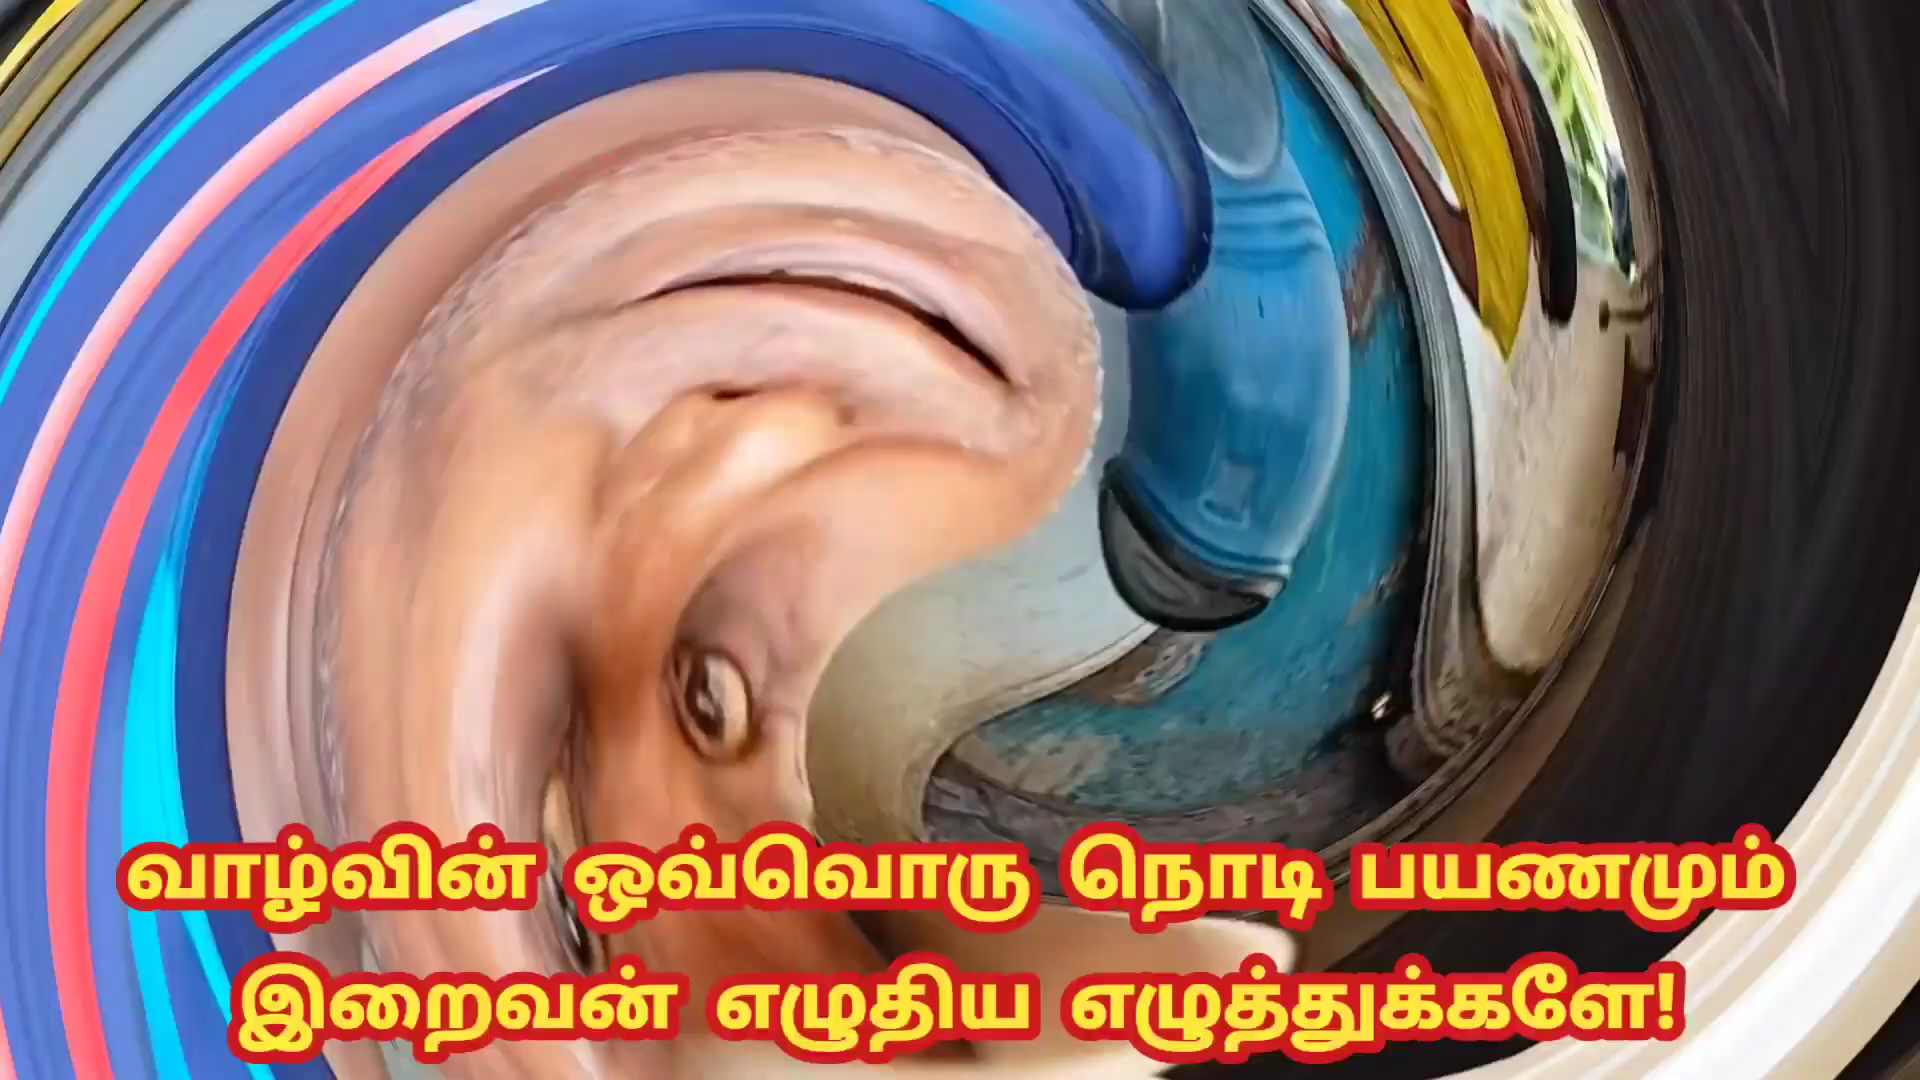 வாழ்வின் ஒவ்வொரு நொடி பயணமும்
இறைவன் எழுதிய எழுத்துக்களே!